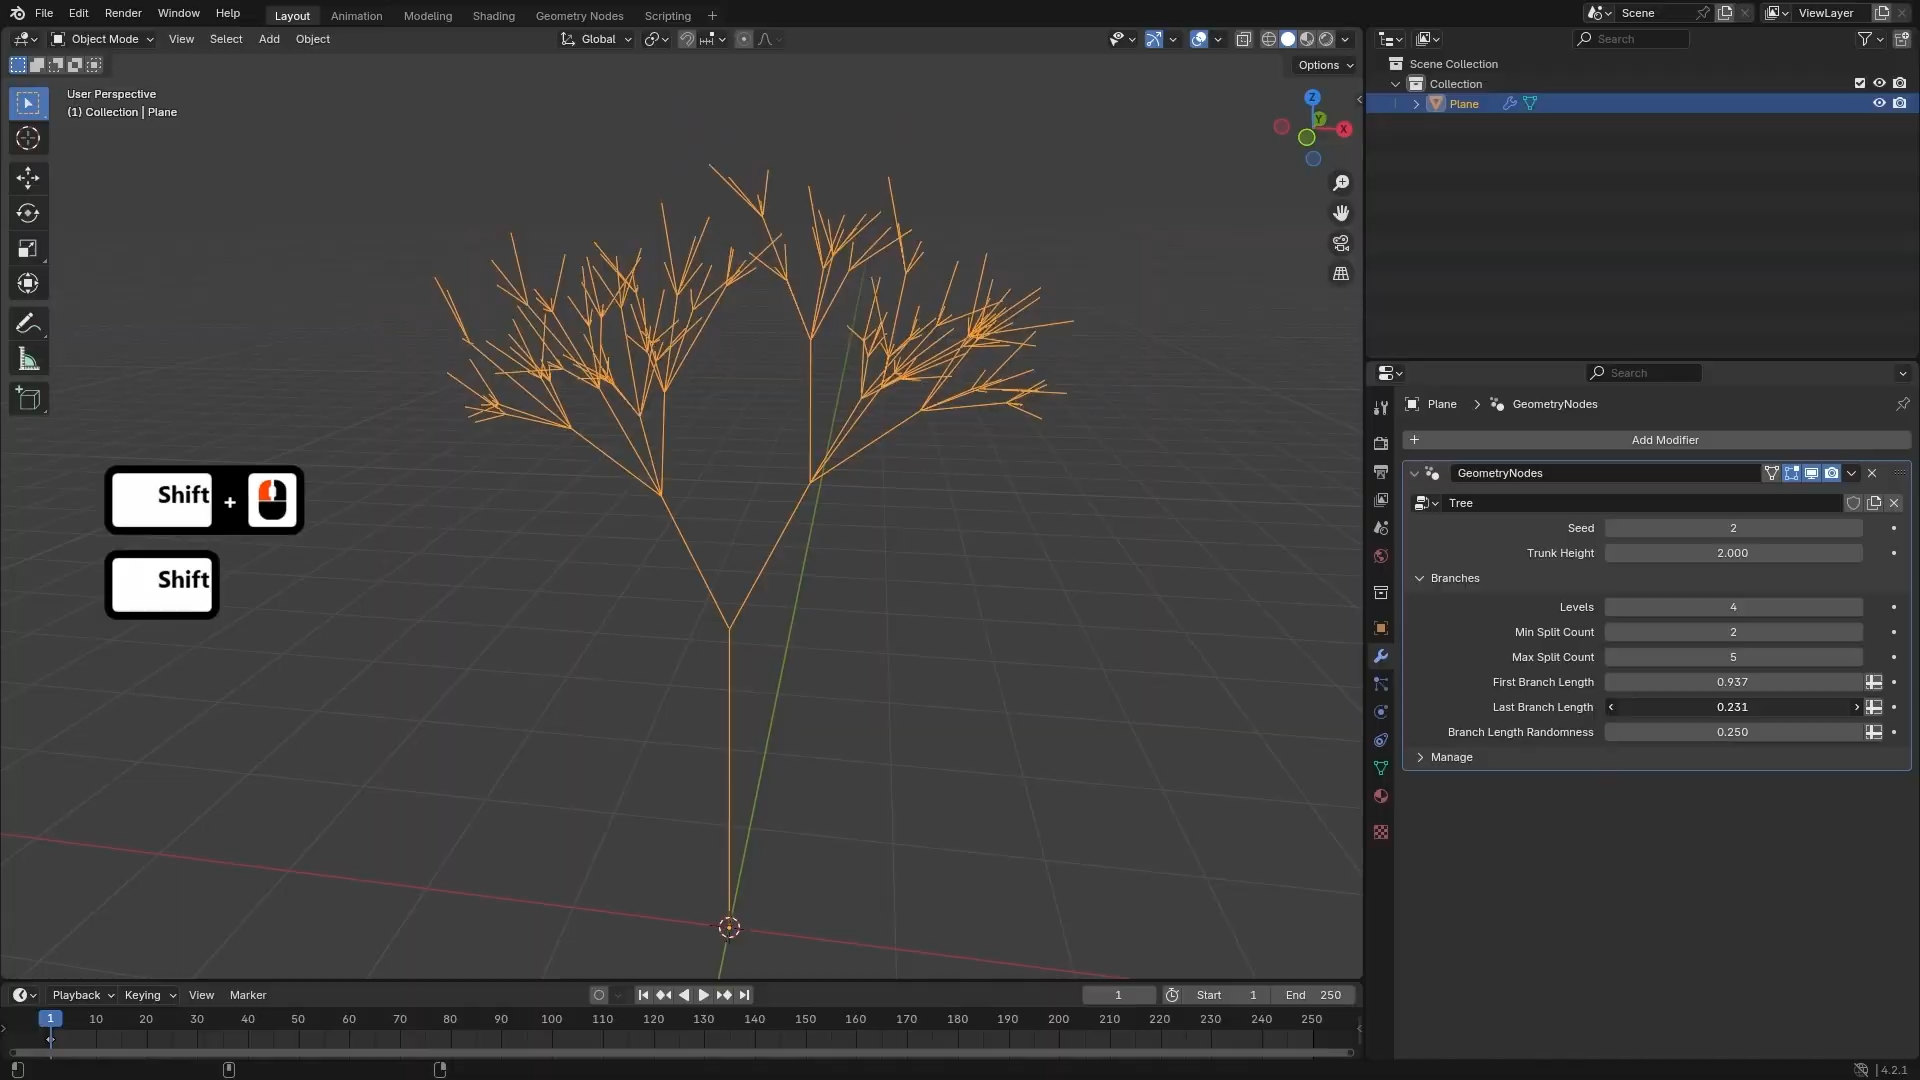 File Edit Render Window Help Layout Animation Modeling Shading Geometry Nodes Scripting + Scene ViewLayer
Object Mode View Select Add Object Global Search
Options
User Perspective
(1) Collection | Plane
Z
Y
X
Scene Collection
Collection
Plane
Search
Plane > GeometryNodes
+ Add Modifier
GeometryNodes
Tree
Seed 2
Trunk Height 2.000
Branches
Levels 4
Min Split Count 2
Max Split Count 5
First Branch Length 0.937
Last Branch Length 0.231
Branch Length Randomness 0.250
Manage
Shift +
Shift
Playback Keying View Marker 1 Start 1 End 250
1 10 20 30 40 50 60 70 80 90 100 110 120 130 140 150 160 170 180 190 200 210 220 230 240 250
4.2.1